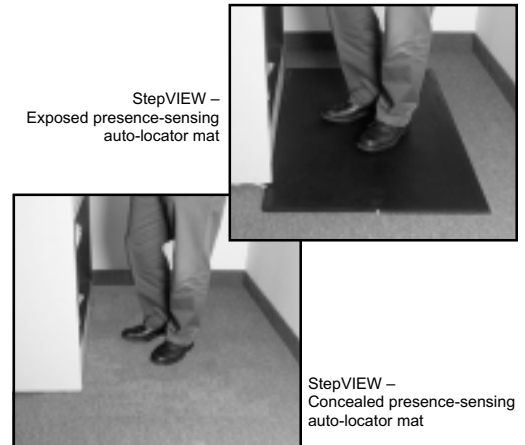 StepVIEW –
Exposed presence-sensing
auto-locator mat
StepVIEW –
Concealed presence-sensing
auto-locator mat